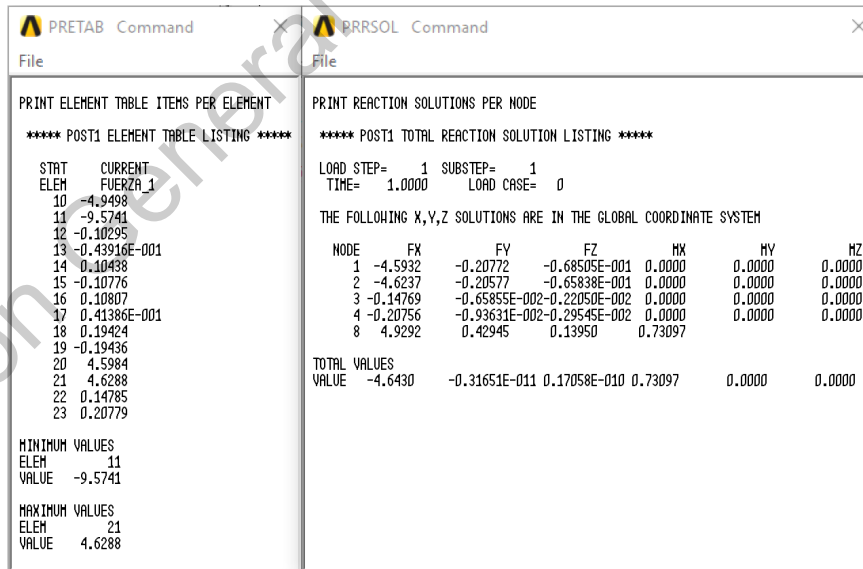 PRETAB Command
File
PRINT ELEMENT TABLE ITEMS PER ELEMENT
***** POST1 ELEMENT TABLE LISTING *****
STAT CURRENT
ELEM FUERZA_1
10 -4.9498
11 -9.5741
12 -0.10295
13 -0.43916E-001
14 0.10438
15 -0.10776
16 0.10807
17 0.41386E-001
18 0.19424
19 -0.19436
20 4.5984
21 4.6288
22 0.14785
23 0.20779
MINIMUM VALUES
ELEM 11
VALUE -9.5741
MAXIMUM VALUES
ELEM 21
VALUE 4.6288
PRRSOL Command
File
PRINT REACTION SOLUTIONS PER NODE
***** POST1 TOTAL REACTION SOLUTION LISTING *****
LOAD STEP= 1 SUBSTEP= 1
TIME= 1.0000 LOAD CASE= 0
THE FOLLOWING X,Y,Z SOLUTIONS ARE IN THE GLOBAL COORDINATE SYSTEM
NODE FX FY FZ MX MY MZ
1 -4.5932 -0.20772 -0.68505E-001 0.0000 0.0000 0.0000
2 -4.6237 -0.20577 -0.65838E-001 0.0000 0.0000 0.0000
3 -0.14769 -0.65855E-002-0.22050E-002 0.0000 0.0000 0.0000
4 -0.20756 -0.93631E-002-0.29545E-002 0.0000 0.0000 0.0000
8 4.9292 0.42945 0.13950 0.73097
TOTAL VALUES
VALUE -4.6430 -0.31651E-011 0.17058E-010 0.73097 0.0000 0.0000
on General